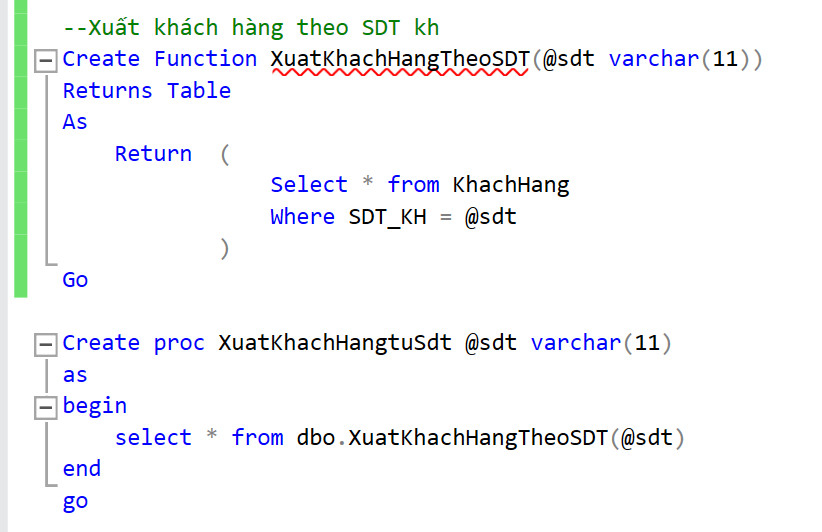 --Xuất khách hàng theo SDT kh
Create Function XuatKhachHangTheoSDT(@sdt varchar(11))
Returns Table
As
    Return  (
                Select * from KhachHang
                Where SDT_KH = @sdt
            )
Go

Create proc XuatKhachHangtuSdt @sdt varchar(11)
as
begin
    select * from dbo.XuatKhachHangTheoSDT(@sdt)
end
go